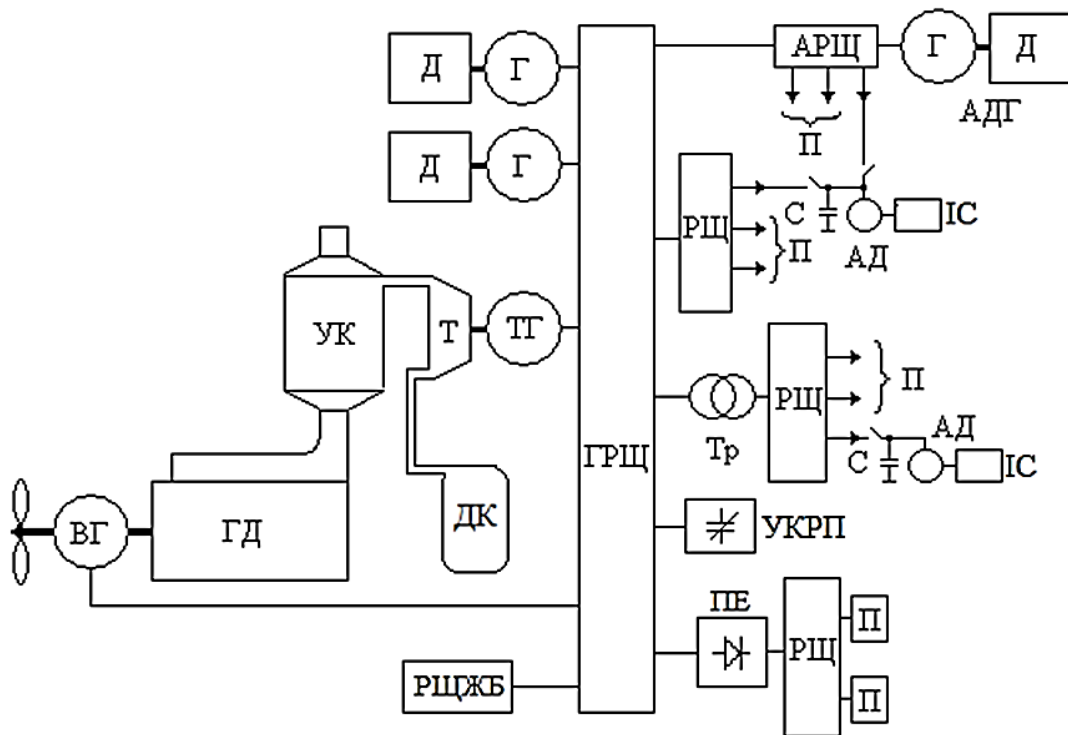 Д
Г
АРЩ
Г
Д
АДГ
П
Д
Г
РЩ
С
IC
П
АД
УК
Т
ТГ
РЩ
П
Тр
АД
С
IC
ГРЩ
ВГ
ГД
ДК
УКРП
ПЕ
РЩ
П
РЩЖБ
П